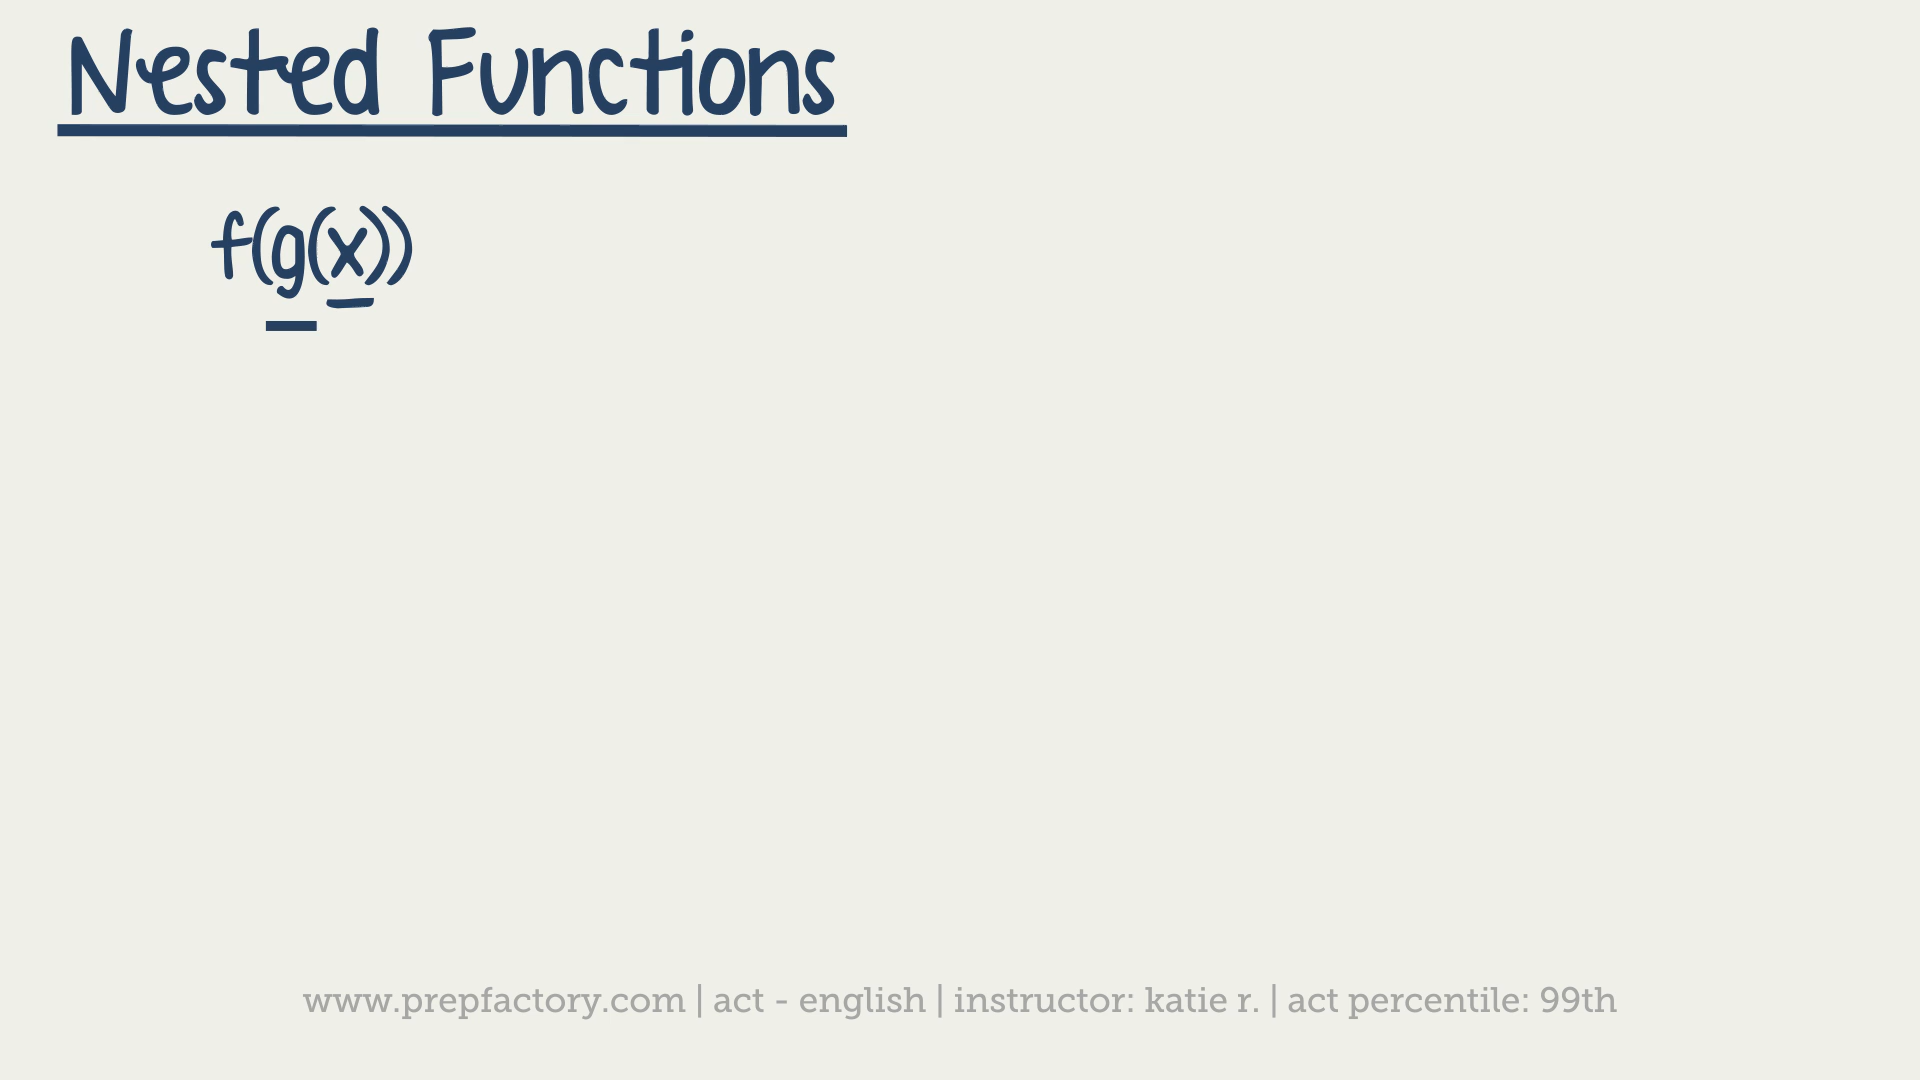 Nested Functions
f(g(x))
www.prepfactory.com | act - english | instructor: katie r. | act percentile: 99th